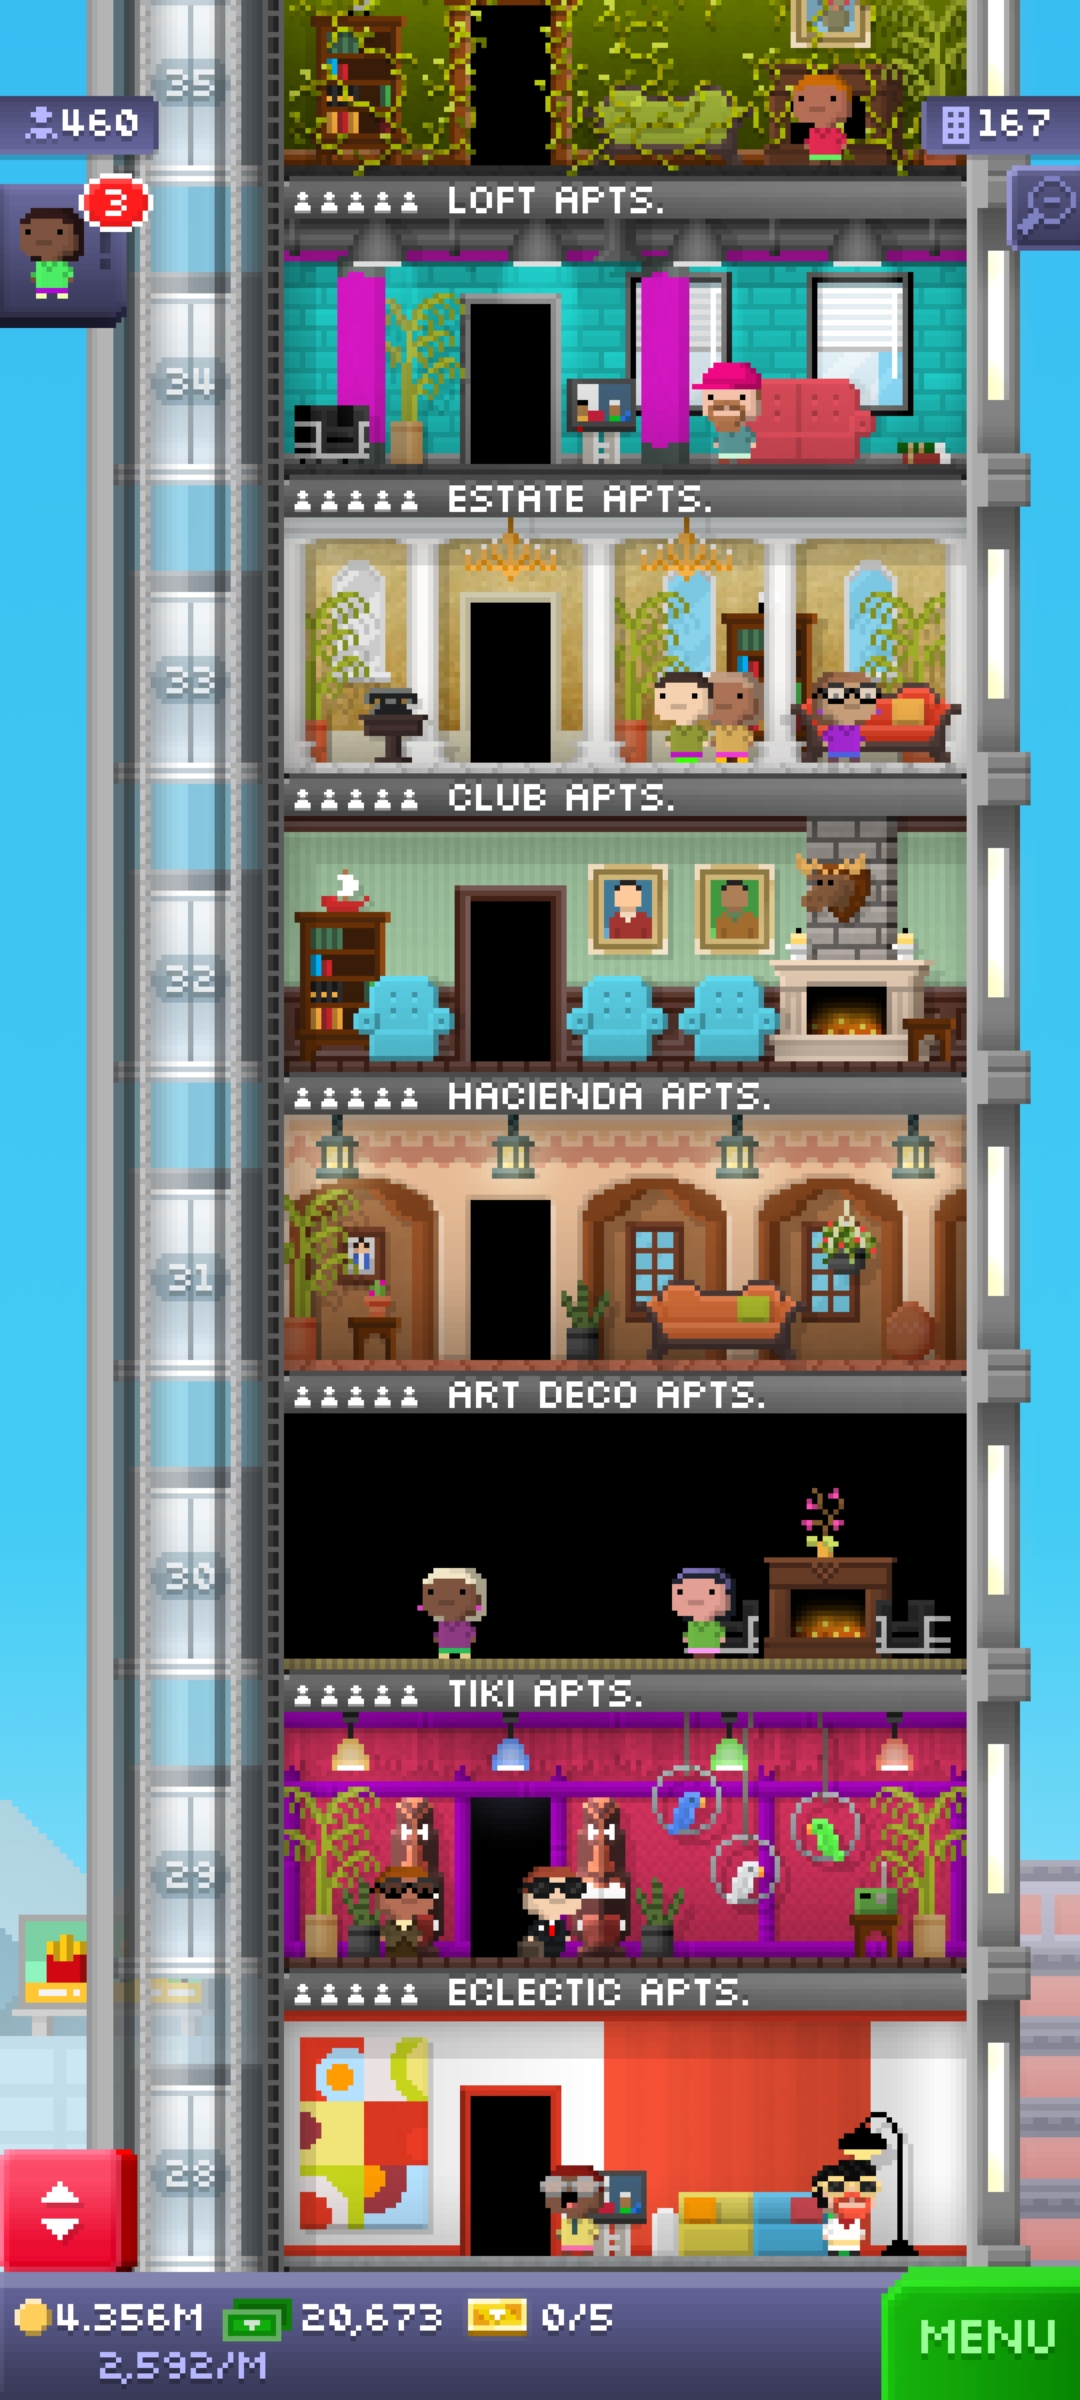 35
460
167
3
LOFT APTS.
34
ESTATE APTS.
33
CLUB APTS.
32
HACIENDA APTS.
31
ART DECO APTS.
30
TIKI APTS.
29
ECLECTIC APTS.
28
4.356M 20,673 0/5
2,592/M
MENU